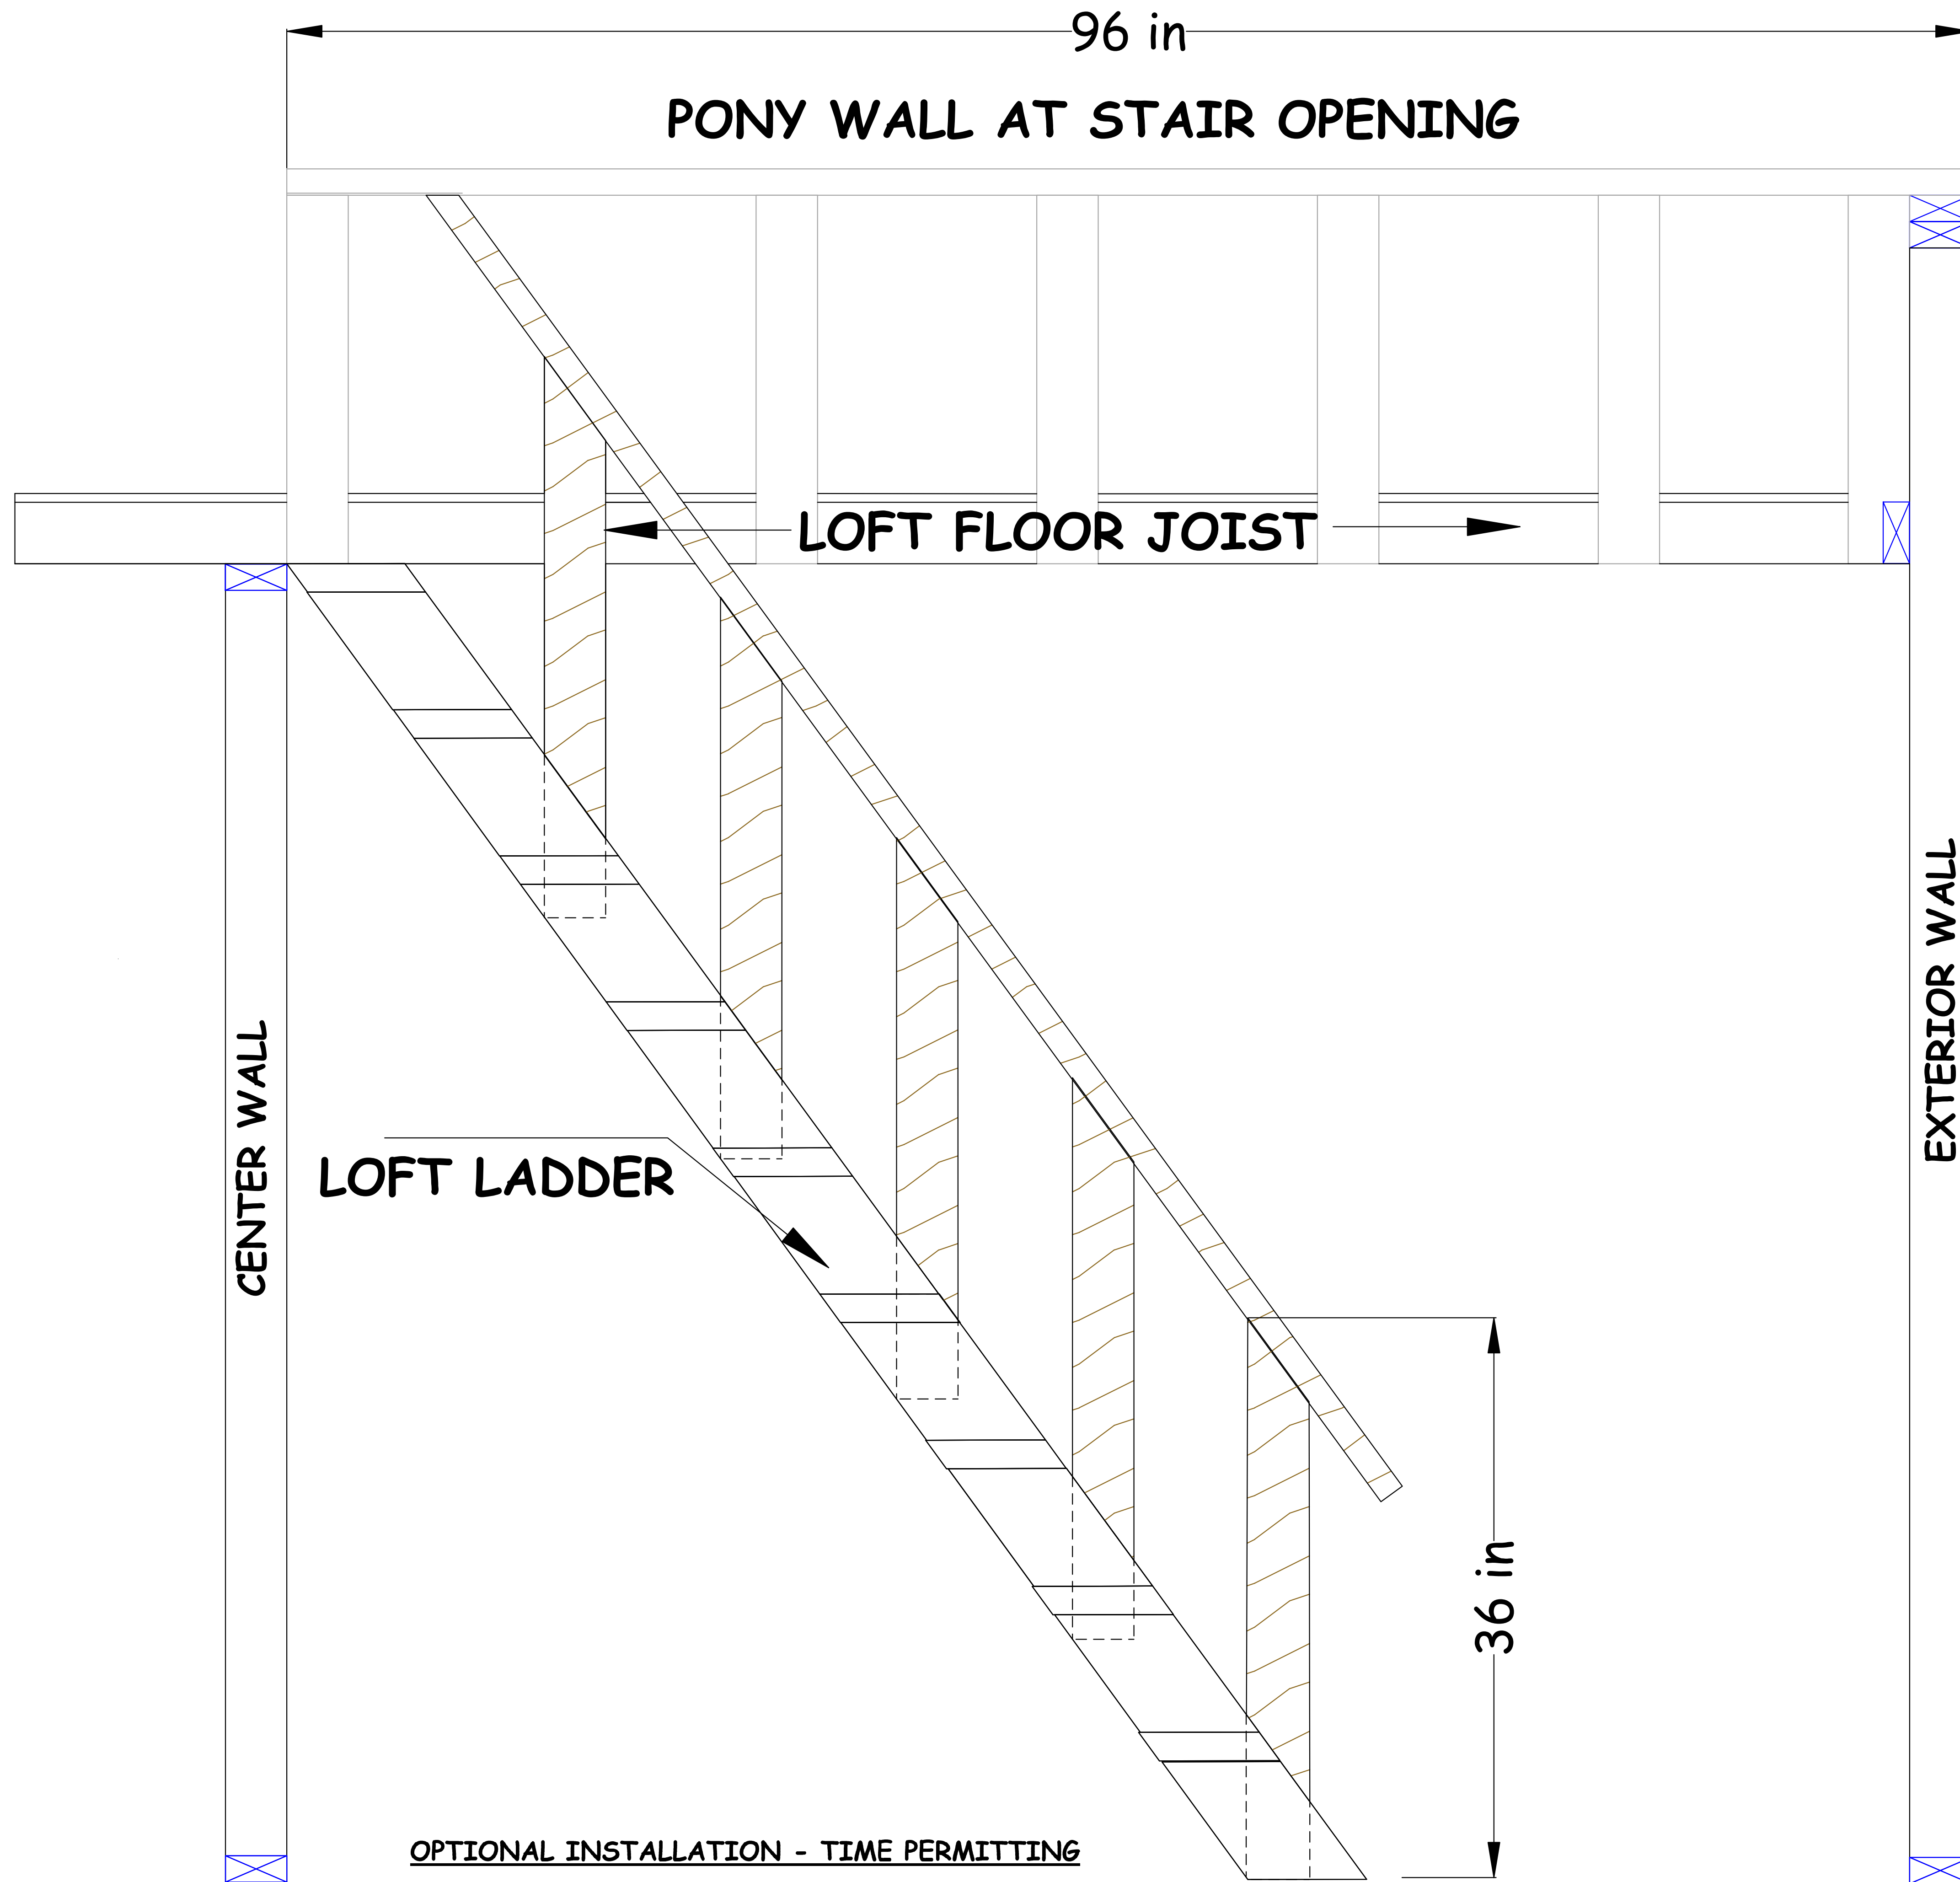 96 in
PONY WALL AT STAIR OPENING
LOFT FLOOR JOIST
CENTER WALL
EXTERIOR WALL
LOFT LADDER
36 in
OPTIONAL INSTALLATION - TIME PERMITTING